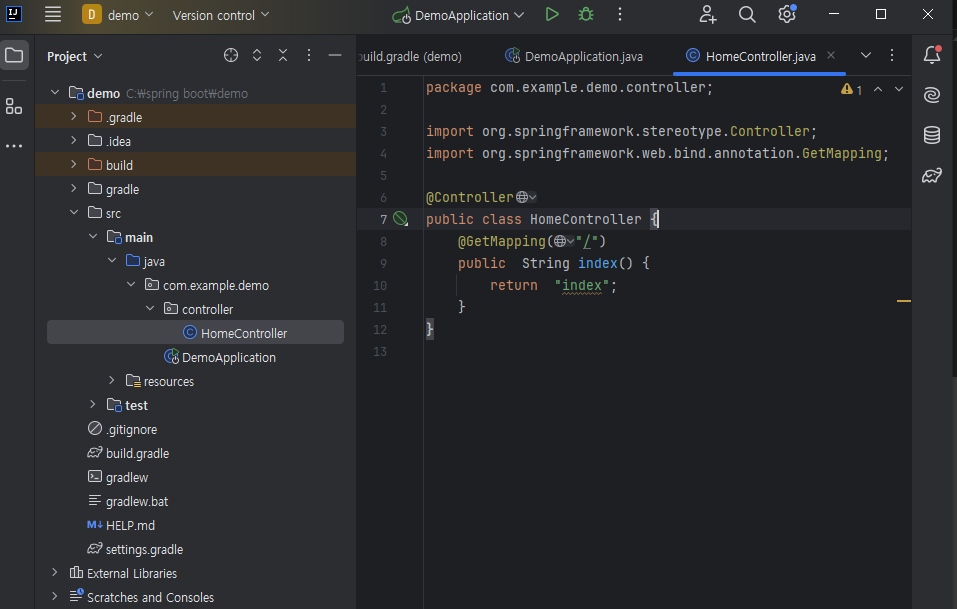 D demo Version control DemoApplication
Project
build.gradle (demo) DemoApplication.java HomeController.java
demo C:₩spring boot₩demo
.gradle
.idea
build
gradle
src
main
java
com.example.demo
controller
HomeController
DemoApplication
resources
test
.gitignore
build.gradle
gradlew
gradlew.bat
M↓ HELP.md
settings.gradle
External Libraries
Scratches and Consoles
1 package com.example.demo.controller; 1
2
3 import org.springframework.stereotype.Controller;
4 import org.springframework.web.bind.annotation.GetMapping;
5
6 @Controller
7 public class HomeController {
8 @GetMapping("/")
9 public  String index() {
10 return  "index";
11 }
12 }
13